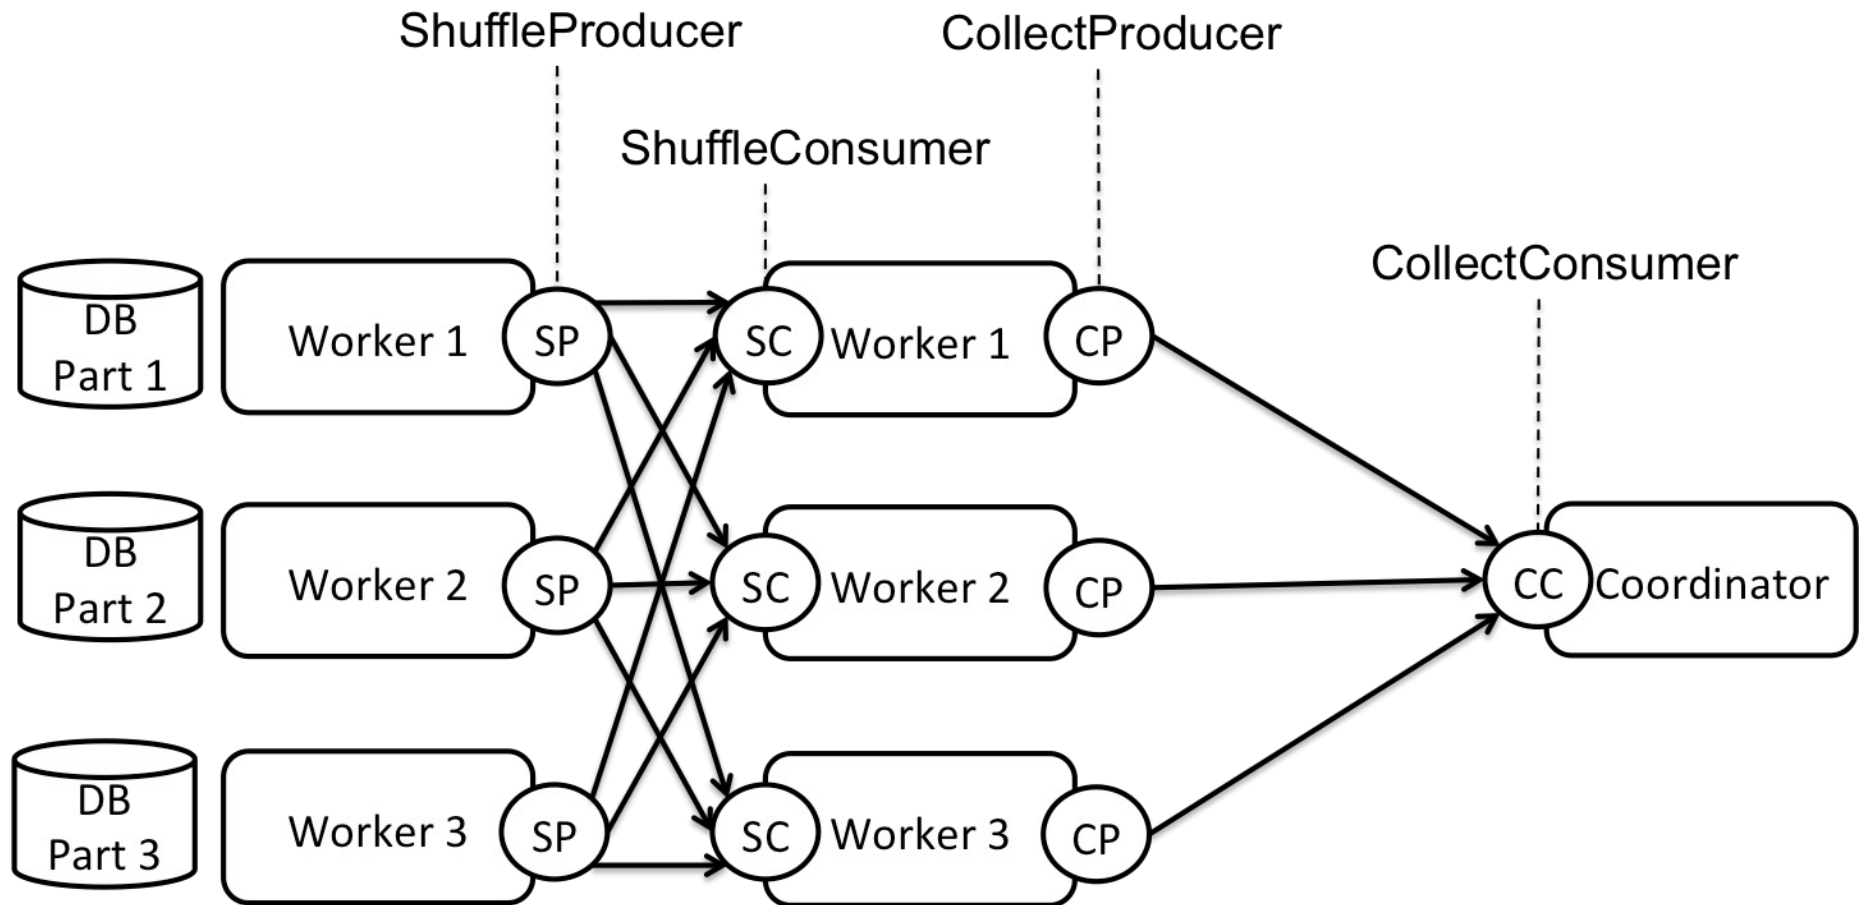 ShuffleProducer
CollectProducer
ShuffleConsumer
CollectConsumer
DB
Part 1
Worker 1
SP
SC
Worker 1
CP
DB
Part 2
Worker 2
SP
SC
Worker 2
CP
CC
Coordinator
DB
Part 3
Worker 3
SP
SC
Worker 3
CP